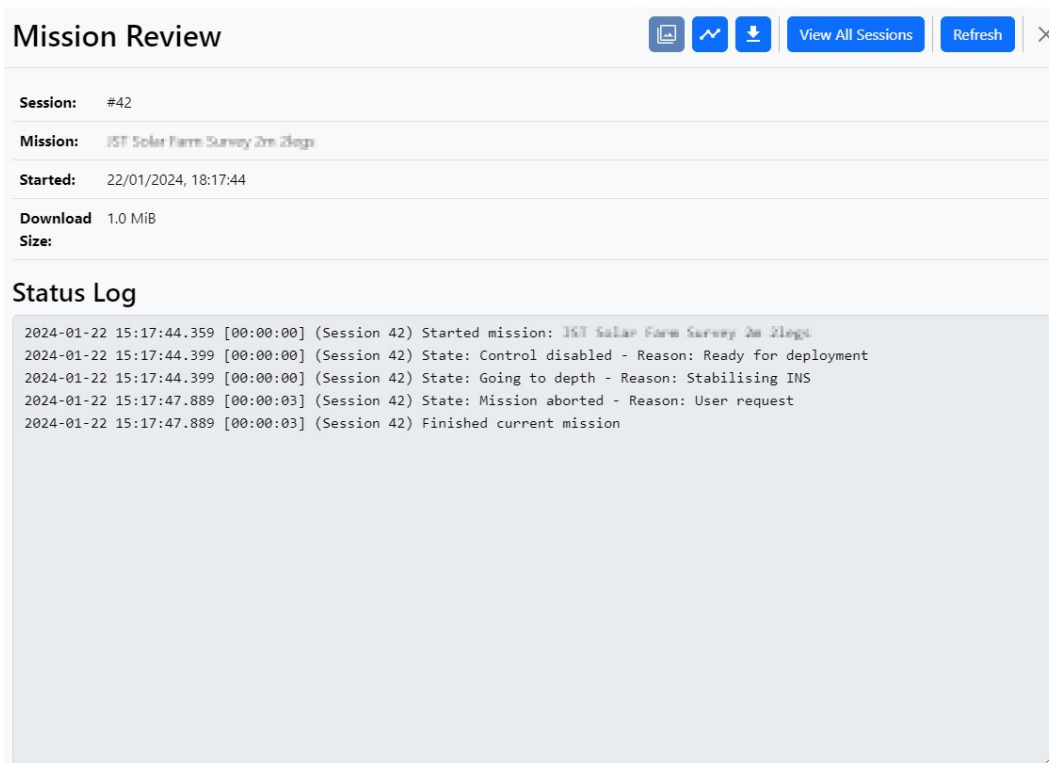 Mission Review
View All Sessions
Refresh
Session: #42
Mission:
Started: 22/01/2024, 18:17:44
Download Size: 1.0 MiB
Status Log
2024-01-22 15:17:44.359 [00:00:00] (Session 42) Started mission:
2024-01-22 15:17:44.399 [00:00:00] (Session 42) State: Control disabled - Reason: Ready for deployment
2024-01-22 15:17:44.399 [00:00:00] (Session 42) State: Going to depth - Reason: Stabilising INS
2024-01-22 15:17:47.889 [00:00:03] (Session 42) State: Mission aborted - Reason: User request
2024-01-22 15:17:47.889 [00:00:03] (Session 42) Finished current mission